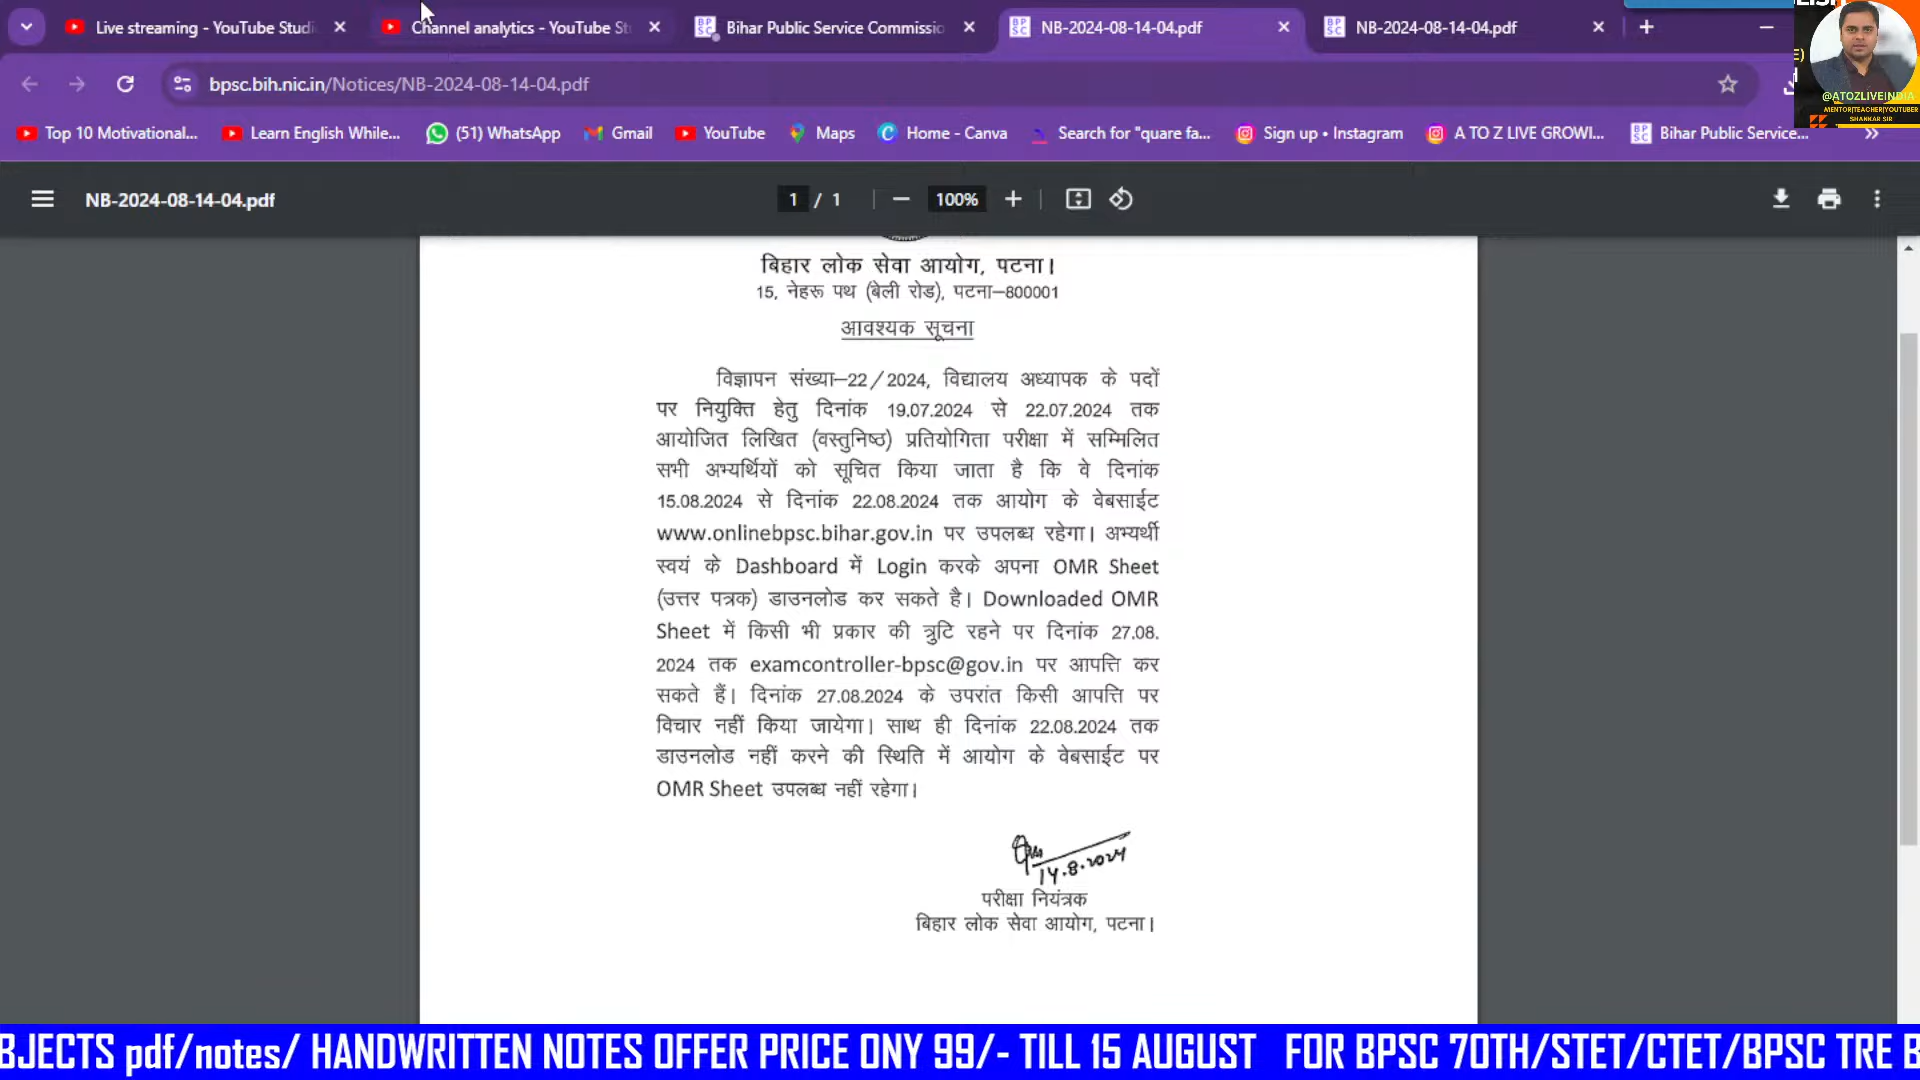 Live streaming - YouTube Studi
Channel analytics - YouTube St
Bihar Public Service Commissio
NB-2024-08-14-04.pdf
NB-2024-08-14-04.pdf
bpsc.bih.nic.in/Notices/NB-2024-08-14-04.pdf
Top 10 Motivational...
Learn English While...
(51) WhatsApp
Gmail
YouTube
Maps
Home - Canva
Search for "quare fa...
Sign up • Instagram
A TO Z LIVE GROWI...
Bihar Public Service...
@ATOZLIVEINDIA
MENTOR|TEACHER|YOUTUBER
SHANKAR SIR
NB-2024-08-14-04.pdf
1 / 1
100%
बिहार लोक सेवा आयोग, पटना।
15, नेहरू पथ (बेली रोड), पटना–800001
आवश्यक सूचना
विज्ञापन संख्या–22/2024, विद्यालय अध्यापक के पदों
पर नियुक्ति हेतु दिनांक 19.07.2024 से 22.07.2024 तक
आयोजित लिखित (वस्तुनिष्ठ) प्रतियोगिता परीक्षा में सम्मिलित
सभी अभ्यर्थियों को सूचित किया जाता है कि वे दिनांक
15.08.2024 से दिनांक 22.08.2024 तक आयोग के वेबसाईट
www.onlinebpsc.bihar.gov.in पर उपलब्ध रहेगा। अभ्यर्थी
स्वयं के Dashboard में Login करके अपना OMR Sheet
(उत्तर पत्रक) डाउनलोड कर सकते है। Downloaded OMR
Sheet में किसी भी प्रकार की त्रुटि रहने पर दिनांक 27.08.
2024 तक examcontroller-bpsc@gov.in पर आपत्ति कर
सकते हैं। दिनांक 27.08.2024 के उपरांत किसी आपत्ति पर
विचार नहीं किया जायेगा। साथ ही दिनांक 22.08.2024 तक
डाउनलोड नहीं करने की स्थिति में आयोग के वेबसाईट पर
OMR Sheet उपलब्ध नहीं रहेगा।
14.8.2024
परीक्षा नियंत्रक
बिहार लोक सेवा आयोग, पटना।
BJECTS pdf/notes/ HANDWRITTEN NOTES OFFER PRICE ONY 99/- TILL 15 AUGUST FOR BPSC 70TH/STET/CTET/BPSC TRE B